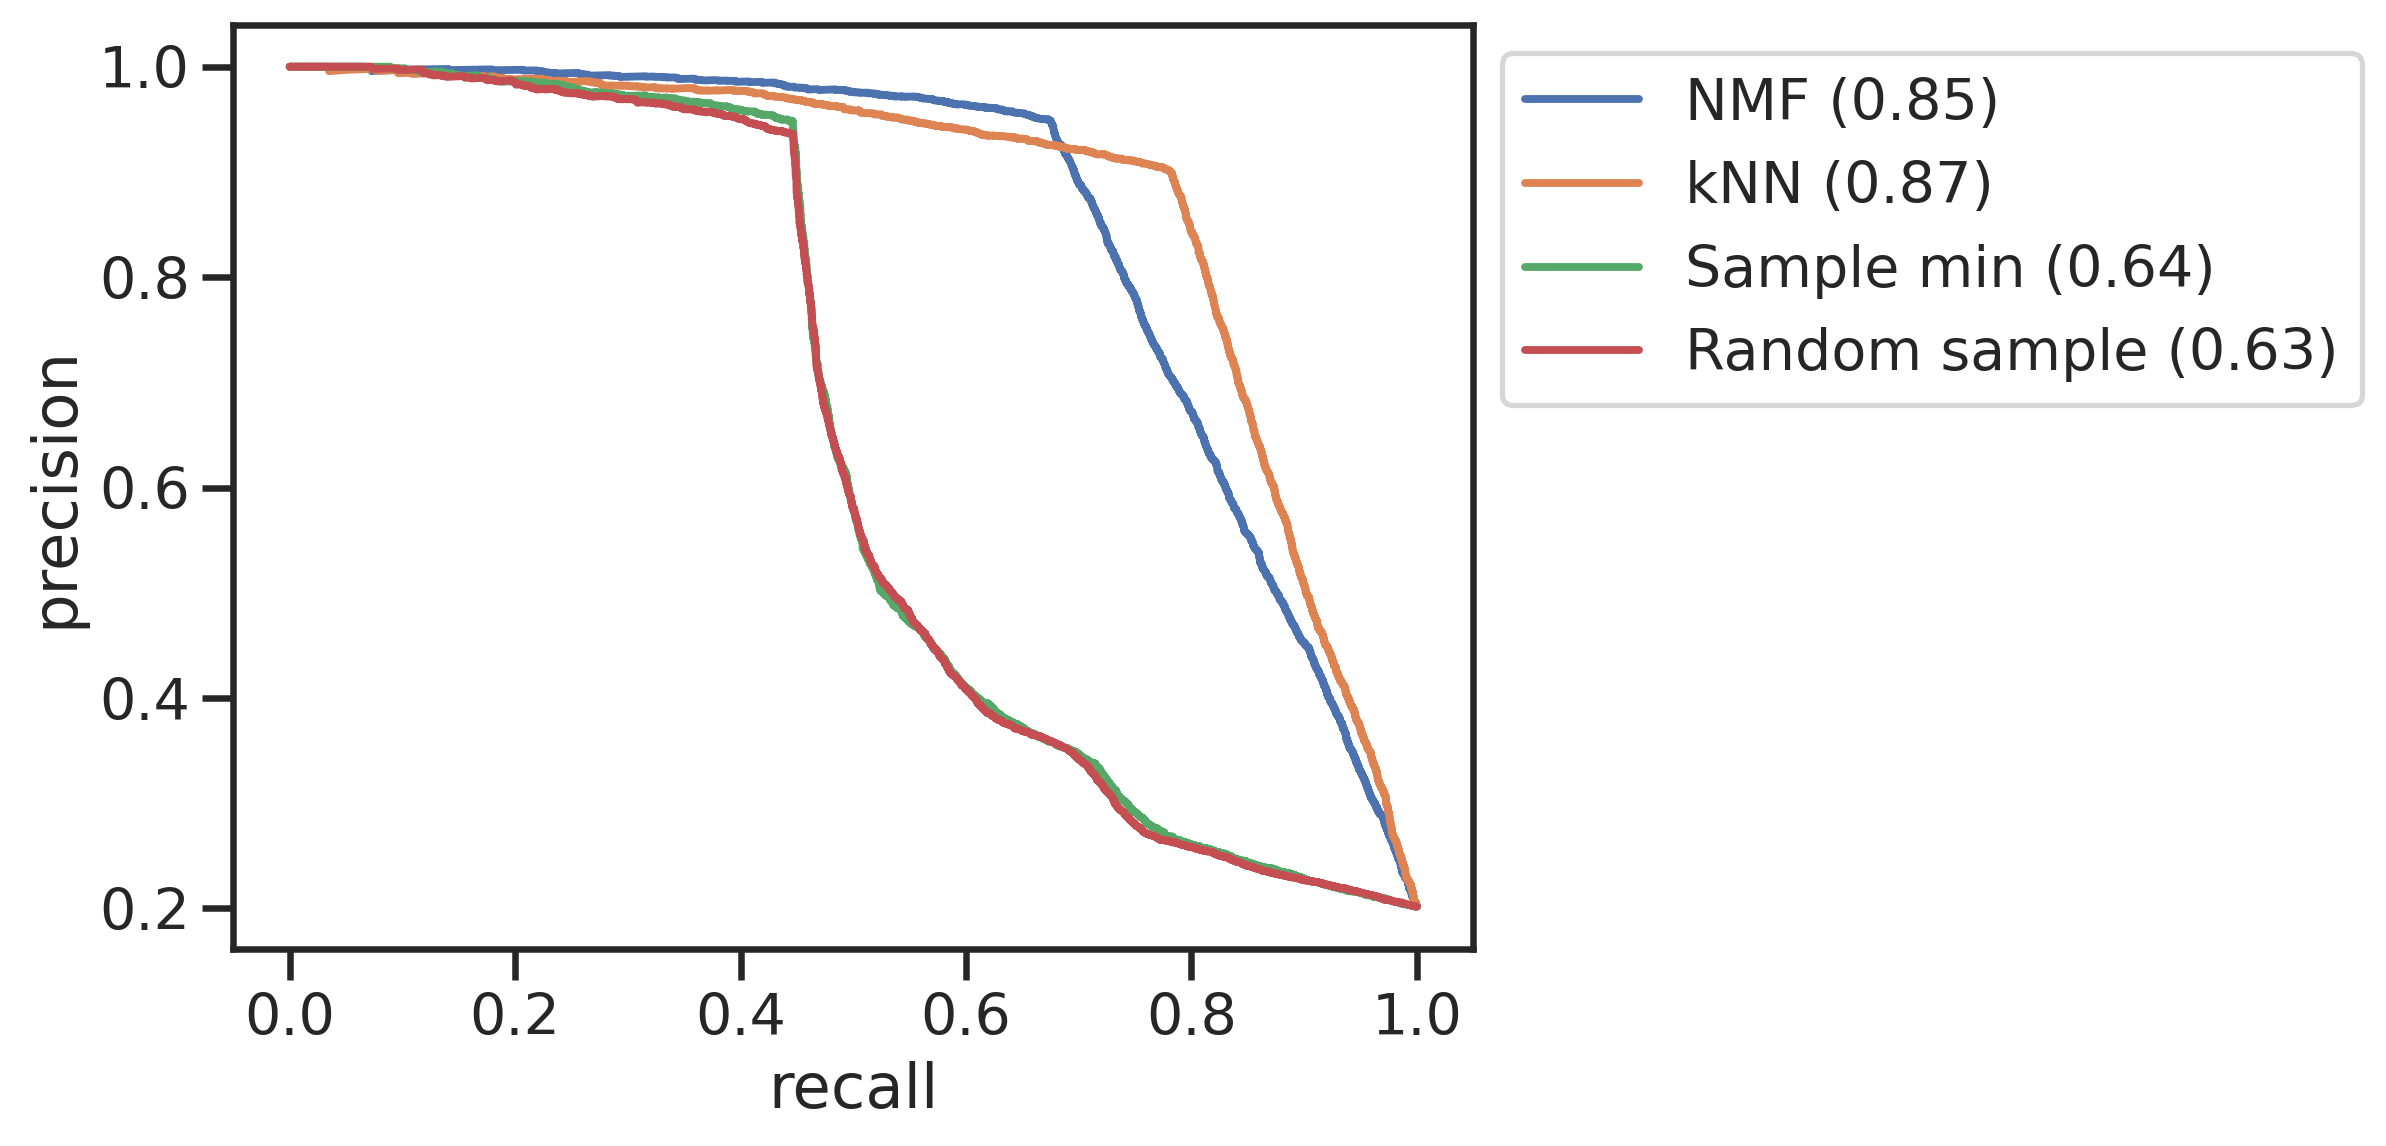 1.0
0.8
0.6
0.4
0.2
precision
0.0 0.2 0.4 0.6 0.8 1.0
recall
NMF (0.85)
kNN (0.87)
Sample min (0.64)
Random sample (0.63)